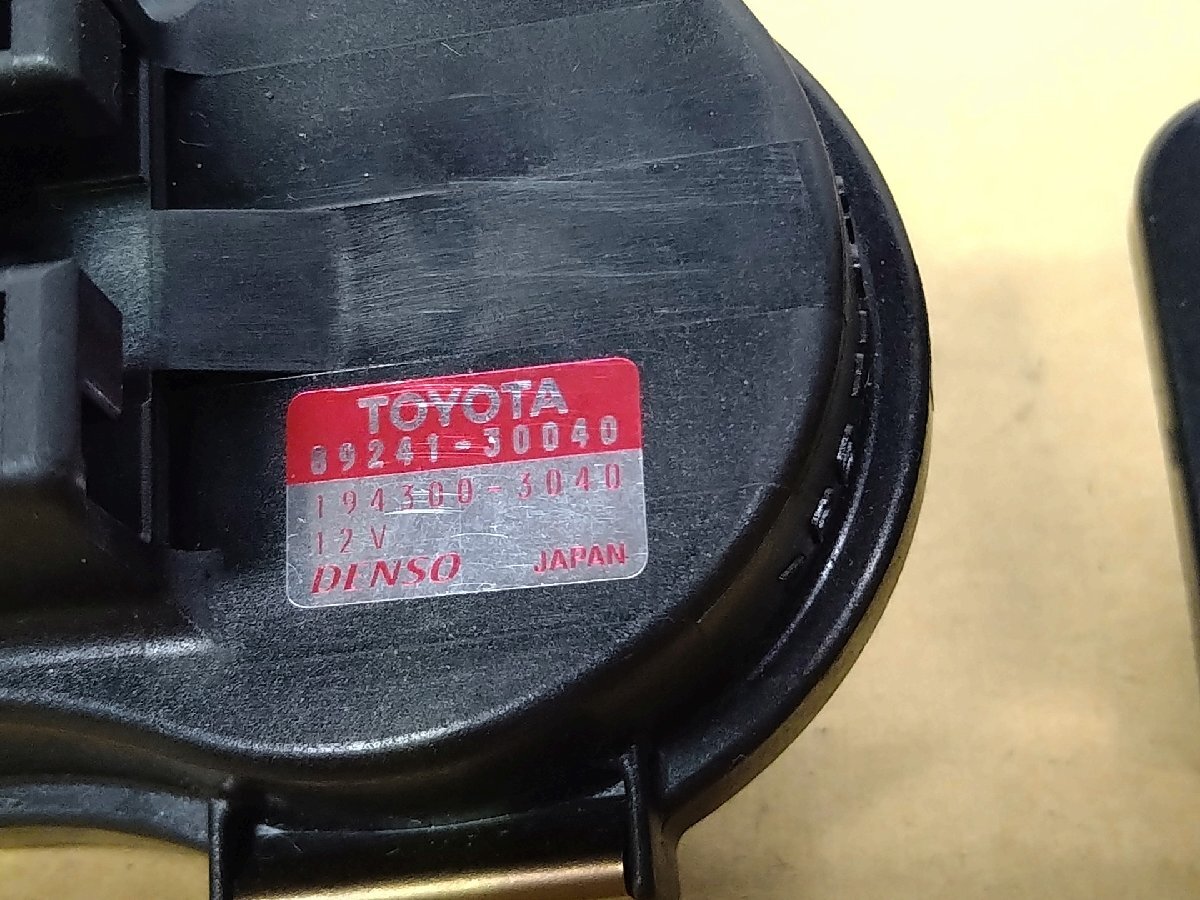 TOYOTA
89241-30040
194300-3040
12V
DENSO JAPAN